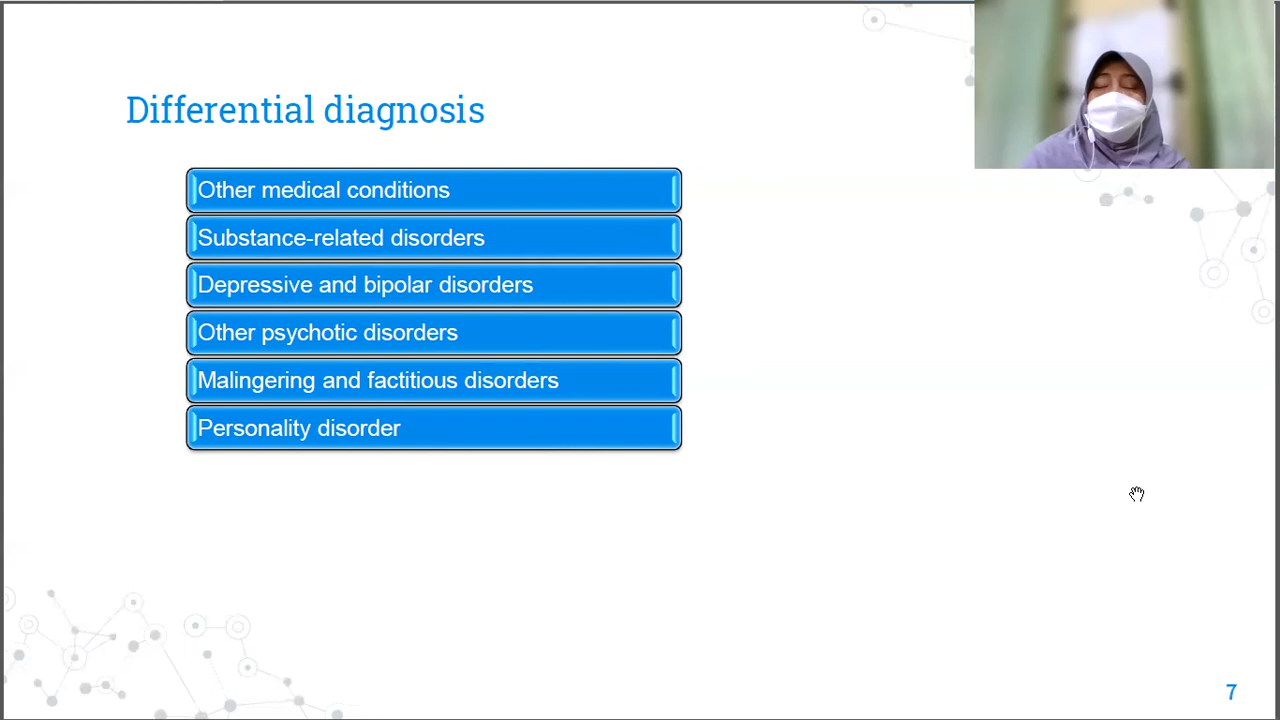 Differential diagnosis
Other medical conditions
Substance-related disorders
Depressive and bipolar disorders
Other psychotic disorders
Malingering and factitious disorders
Personality disorder
7